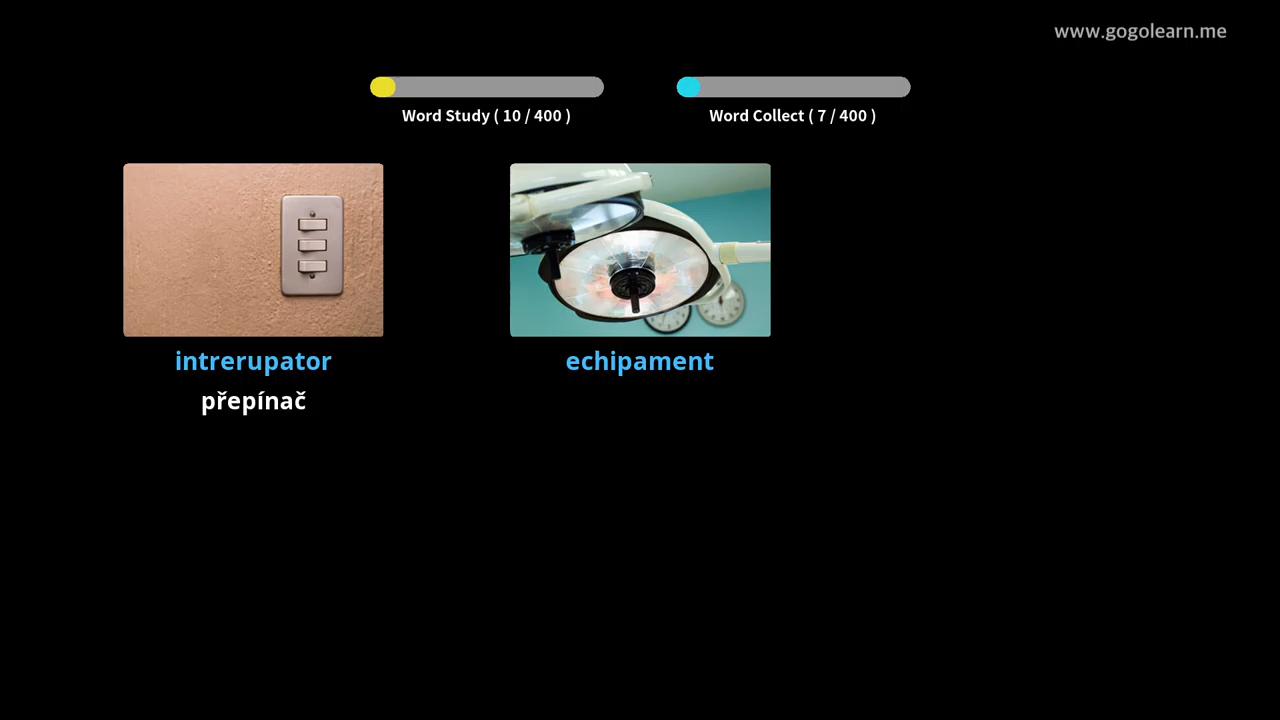 www.gogolearn.me
Word Study ( 10 / 400 )
Word Collect ( 7 / 400 )
intrerupator
echipament
přepínač